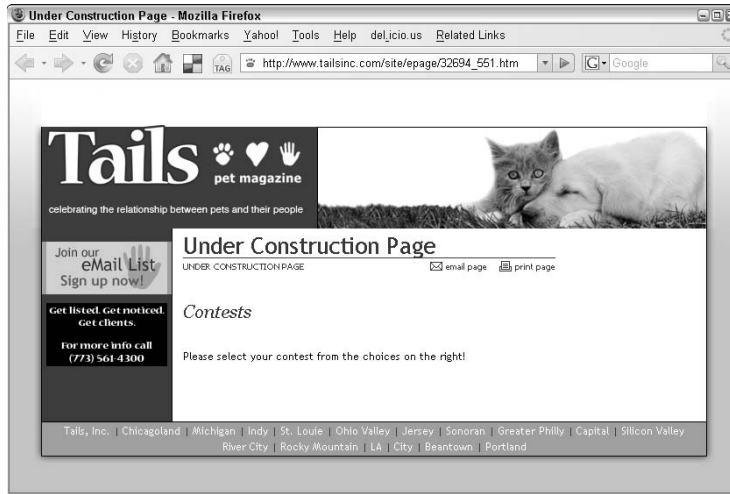 Under Construction Page - Mozilla Firefox
File Edit View History Bookmarks Yahoo! Tools Help del.icio.us Related Links
TAG http://www.tailsinc.com/site/epage/32694_551.htm G Google
Tails
pet magazine
celebrating the relationship between pets and their people
Join our
eMail List
Sign up now!
Get listed. Get noticed.
Get clients.
For more info call
(773) 561-4300
Under Construction Page
UNDER CONSTRUCTION PAGE email page print page
Contests
Please select your contest from the choices on the right!
Tails, Inc. | Chicagoland | Michigan | Indy | St. Louie | Ohio Valley | Jersey | Sonoran | Greater Philly | Capital | Silicon Valley
River City | Rocky Mountain | LA | City | Beantown | Portland